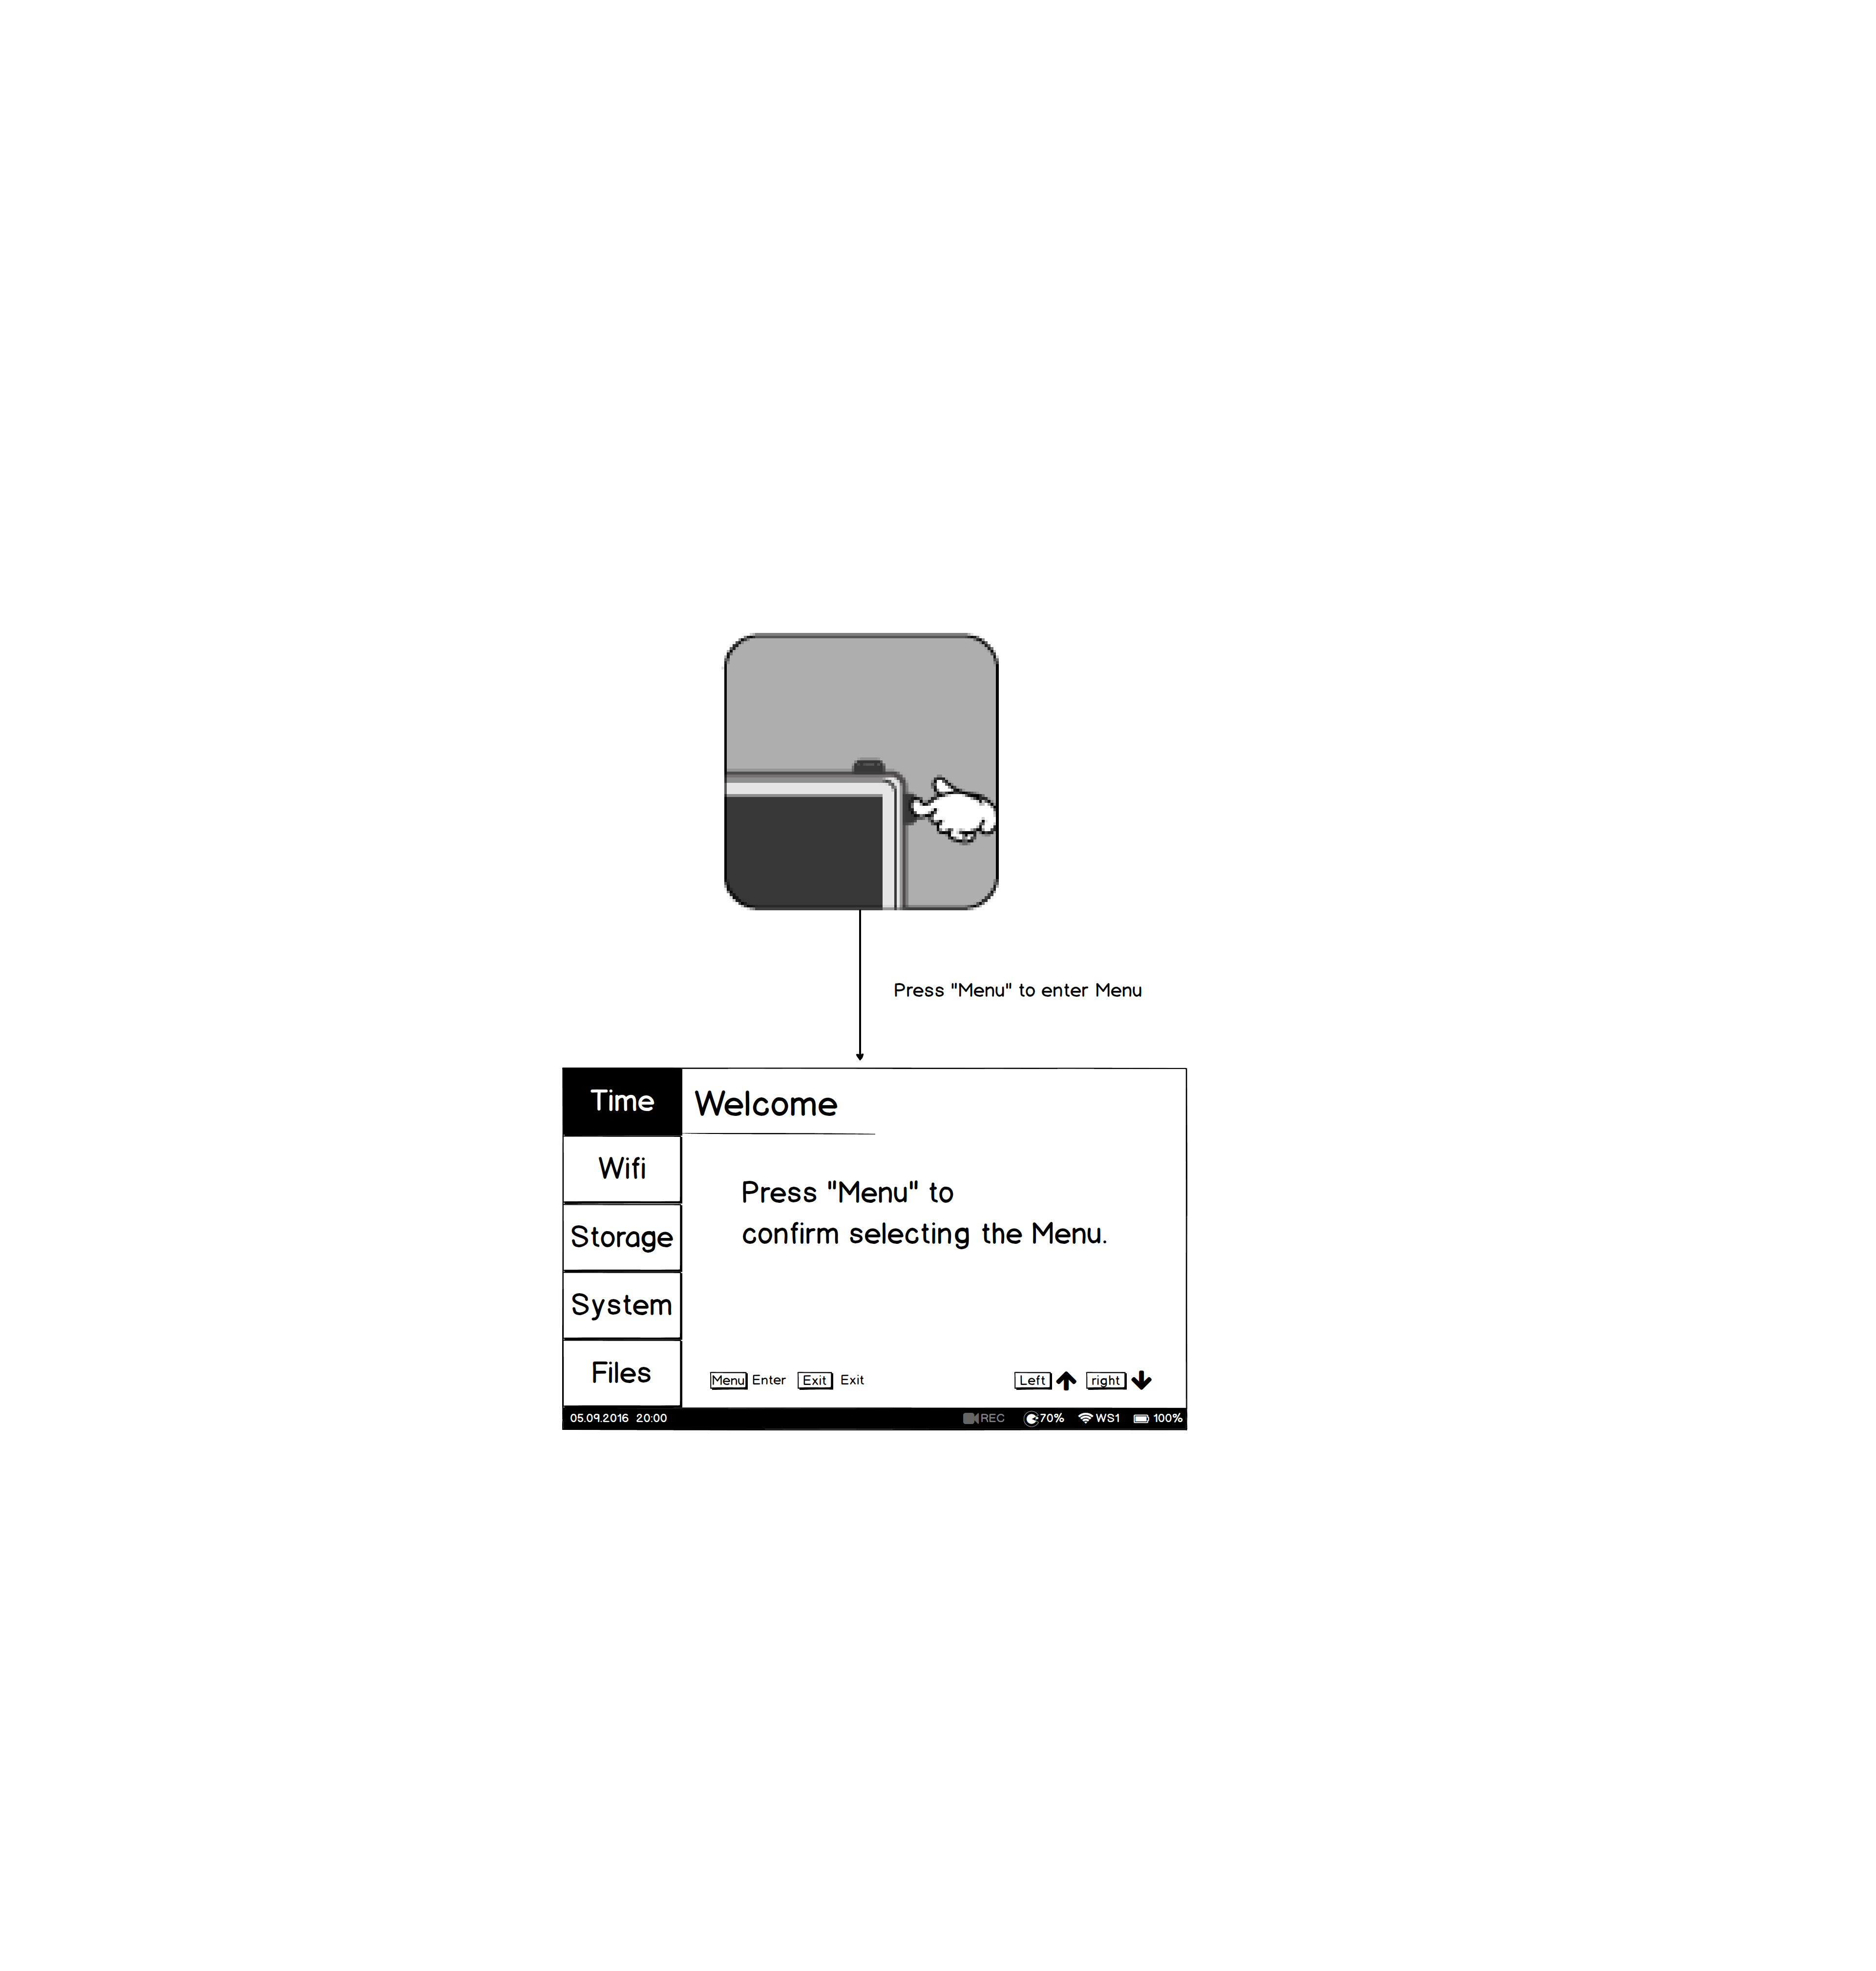 Press "Menu" to enter Menu
Time
Welcome
Wifi
Press "Menu" to
confirm selecting the Menu.
Storage
System
Files
Menu Enter Exit Exit
Left right
05.09.2016 20:00
REC 70% WS1 100%